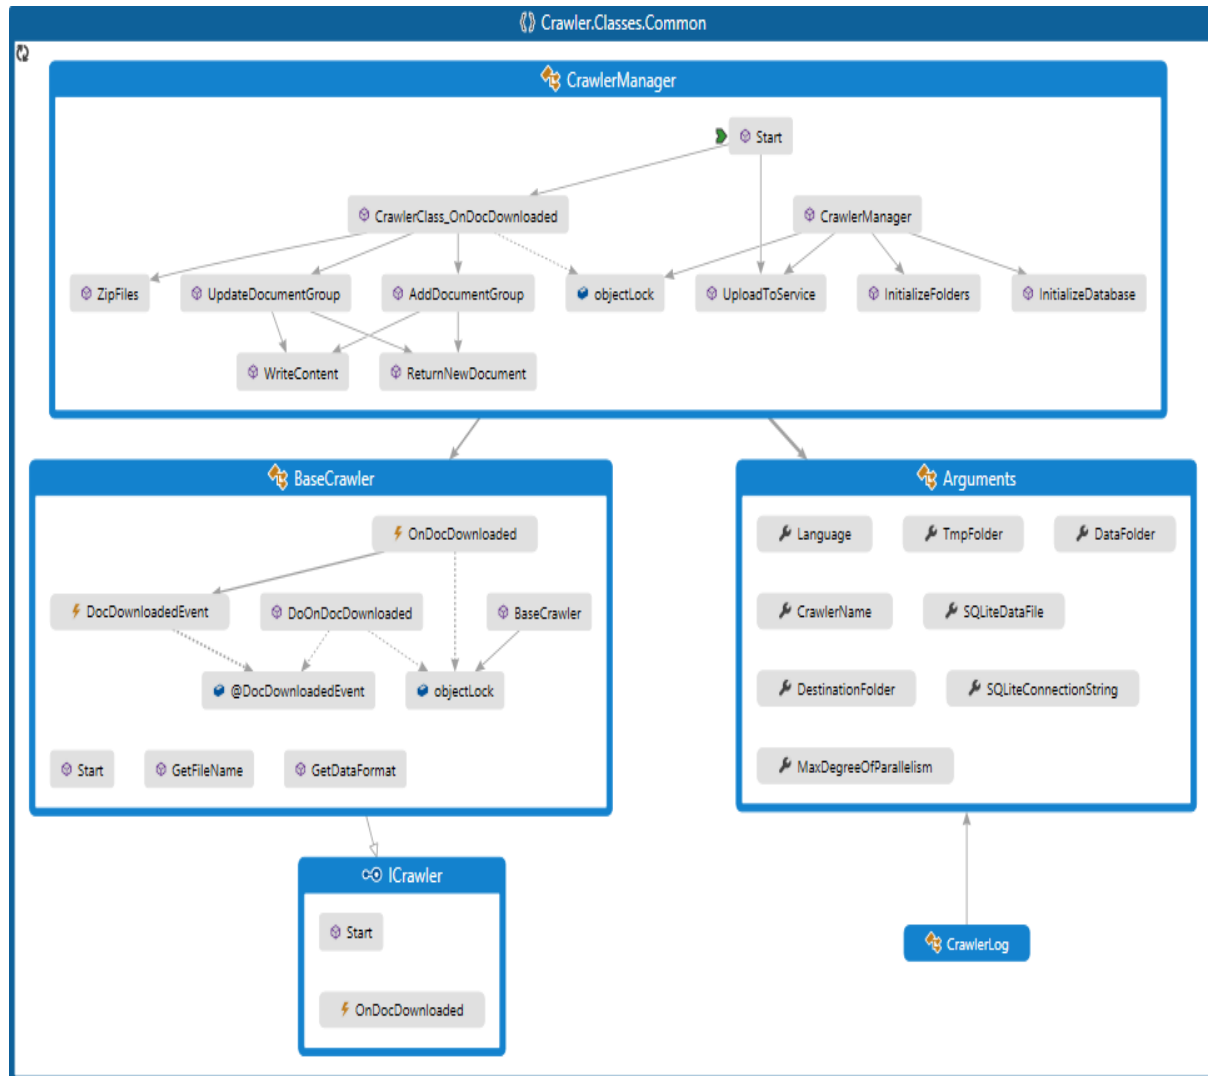 Crawler.Classes.Common
CrawlerManager
Start
CrawlerClass_OnDocDownloaded
CrawlerManager
ZipFiles
UpdateDocumentGroup
AddDocumentGroup
objectLock
UploadToService
InitializeFolders
InitializeDatabase
WriteContent
ReturnNewDocument
BaseCrawler
OnDocDownloaded
DocDownloadedEvent
DoOnDocDownloaded
BaseCrawler
@DocDownloadedEvent
objectLock
Start
GetFileName
GetDataFormat
Arguments
Language
TmpFolder
DataFolder
CrawlerName
SQLiteDataFile
DestinationFolder
SQLiteConnectionString
MaxDegreeOfParallelism
ICrawler
Start
OnDocDownloaded
CrawlerLog